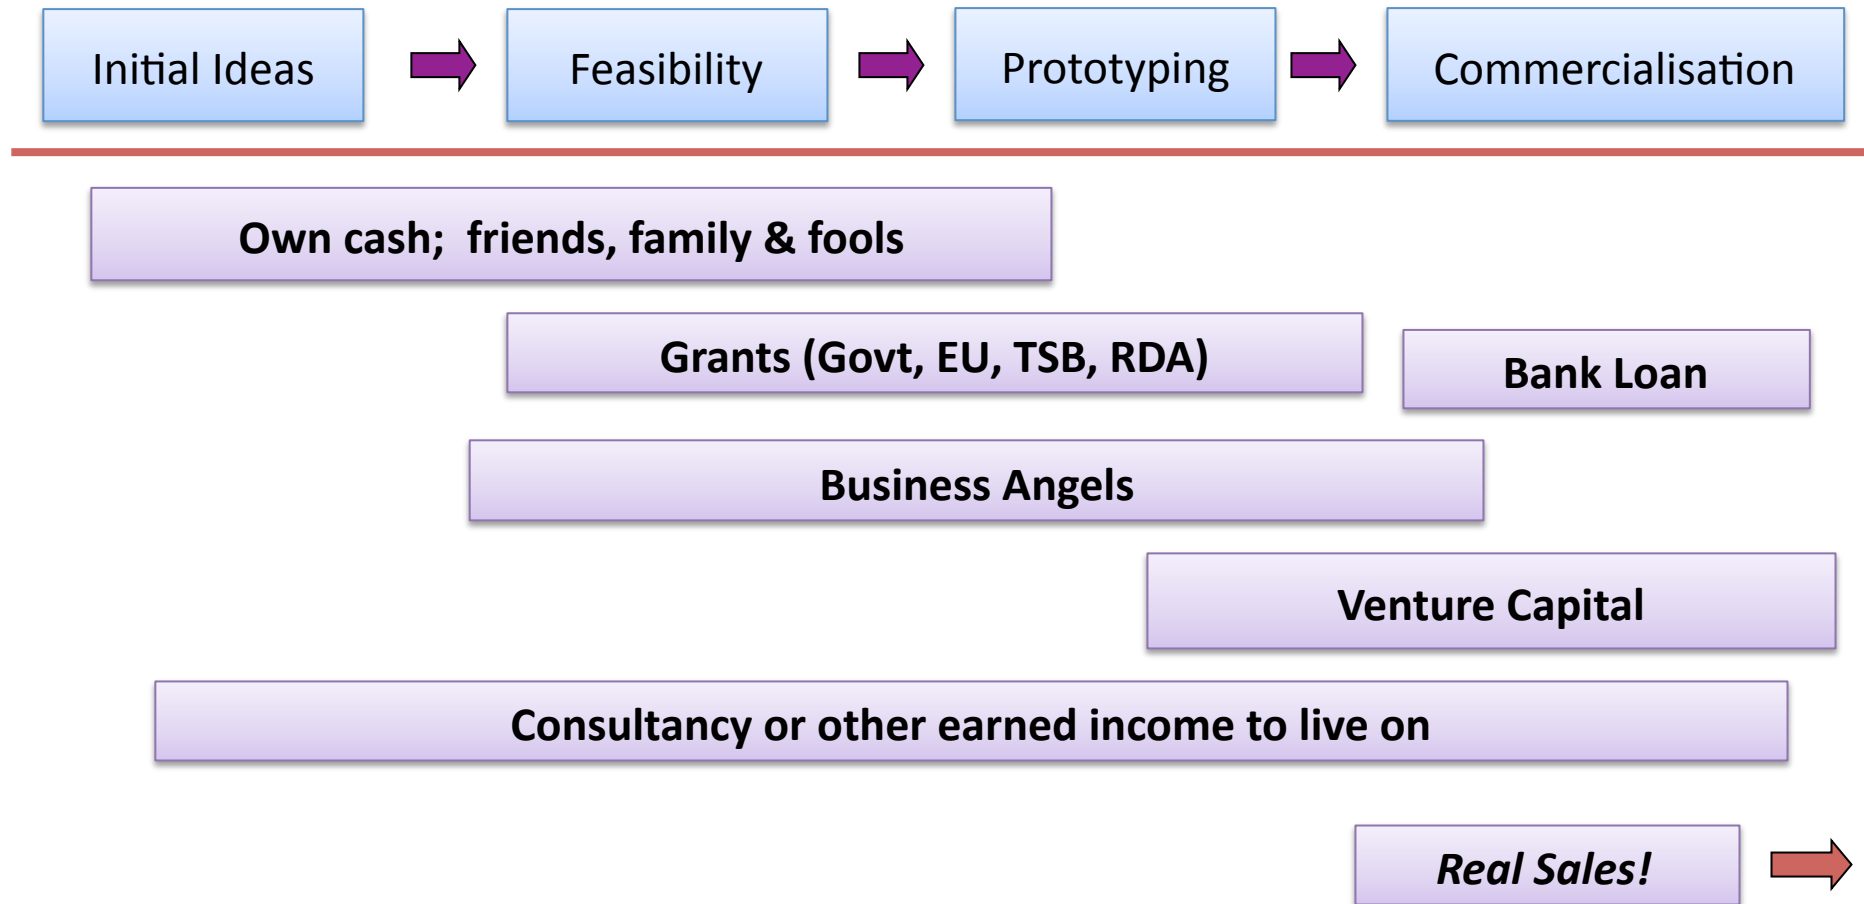 Initial Ideas
Feasibility
Prototyping
Commercialisation
Own cash; friends, family & fools
Grants (Govt, EU, TSB, RDA)
Bank Loan
Business Angels
Venture Capital
Consultancy or other earned income to live on
Real Sales!